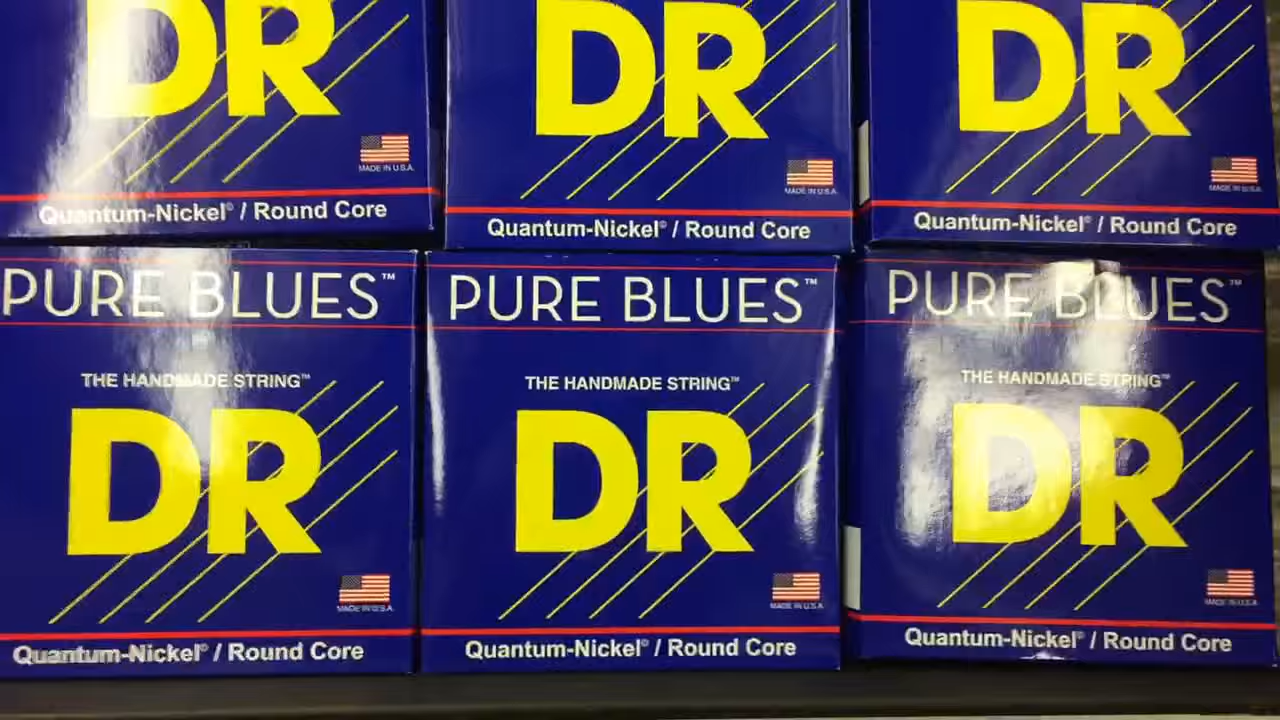 DR
MADE IN U.S.A.
Quantum-Nickel® / Round Core
DR
MADE IN U.S.A.
Quantum-Nickel® / Round Core
DR
MADE IN U.S.A.
Quantum-Nickel® / Round Core
PURE BLUES™
THE HANDMADE STRING™
DR
MADE IN U.S.A.
Quantum-Nickel® / Round Core
PURE BLUES™
THE HANDMADE STRING™
DR
MADE IN U.S.A.
Quantum-Nickel® / Round Core
PURE BLUES™
THE HANDMADE STRING™
DR
MADE IN U.S.A.
Quantum-Nickel® / Round Core